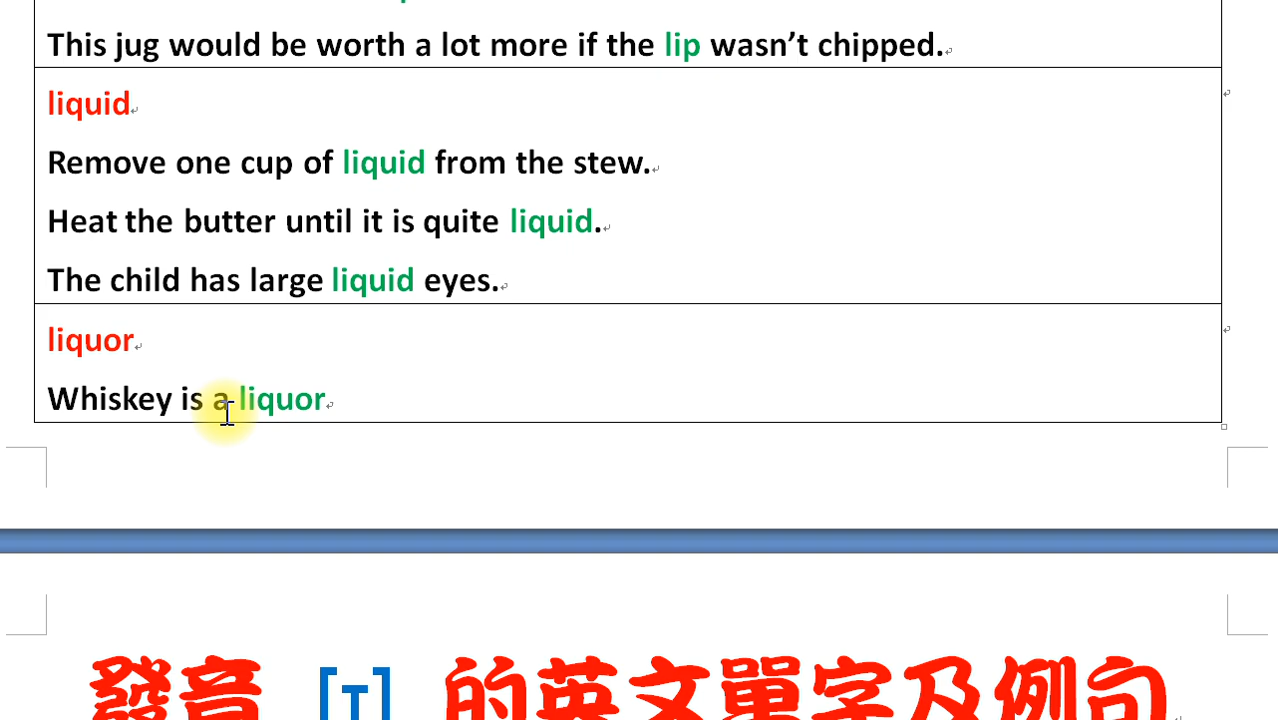 This jug would be worth a lot more if the lip wasn’t chipped.
liquid
Remove one cup of liquid from the stew.
Heat the butter until it is quite liquid.
The child has large liquid eyes.
liquor
Whiskey is a liquor
發音 [ɪ] 的英文單字及例句